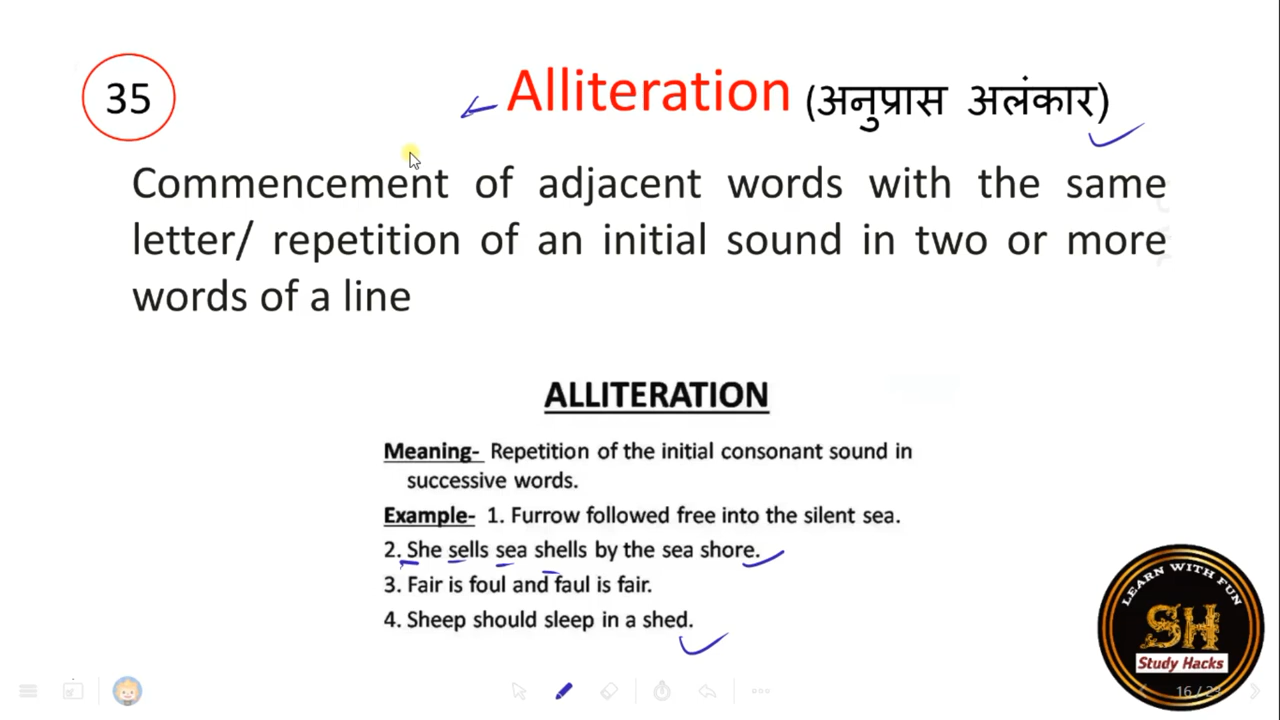 35
Alliteration (अनुप्रास अलंकार)
Commencement of adjacent words with the same
letter/ repetition of an initial sound in two or more
words of a line
ALLITERATION
Meaning- Repetition of the initial consonant sound in
successive words.
Example- 1. Furrow followed free into the silent sea.
2. She sells sea shells by the sea shore.
3. Fair is foul and faul is fair.
4. Sheep should sleep in a shed.
LEARN WITH FUN
SH
Study Hacks